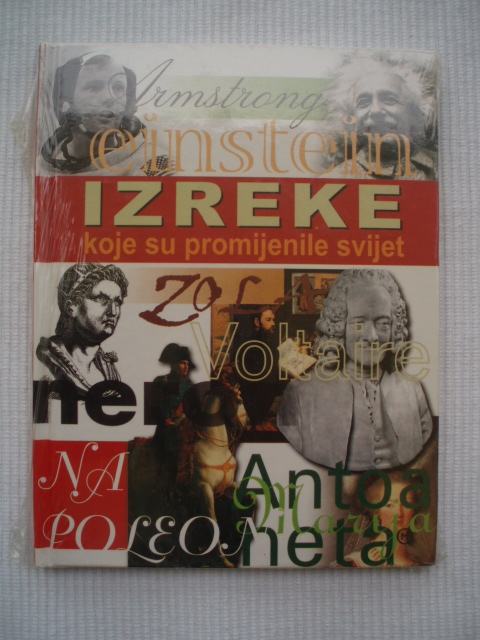 Armstrong
einstein
IZREKE
koje su promijenile svijet
ZOLA
Voltaire
nero
NA
POLEON
Antoa
Marija
neta